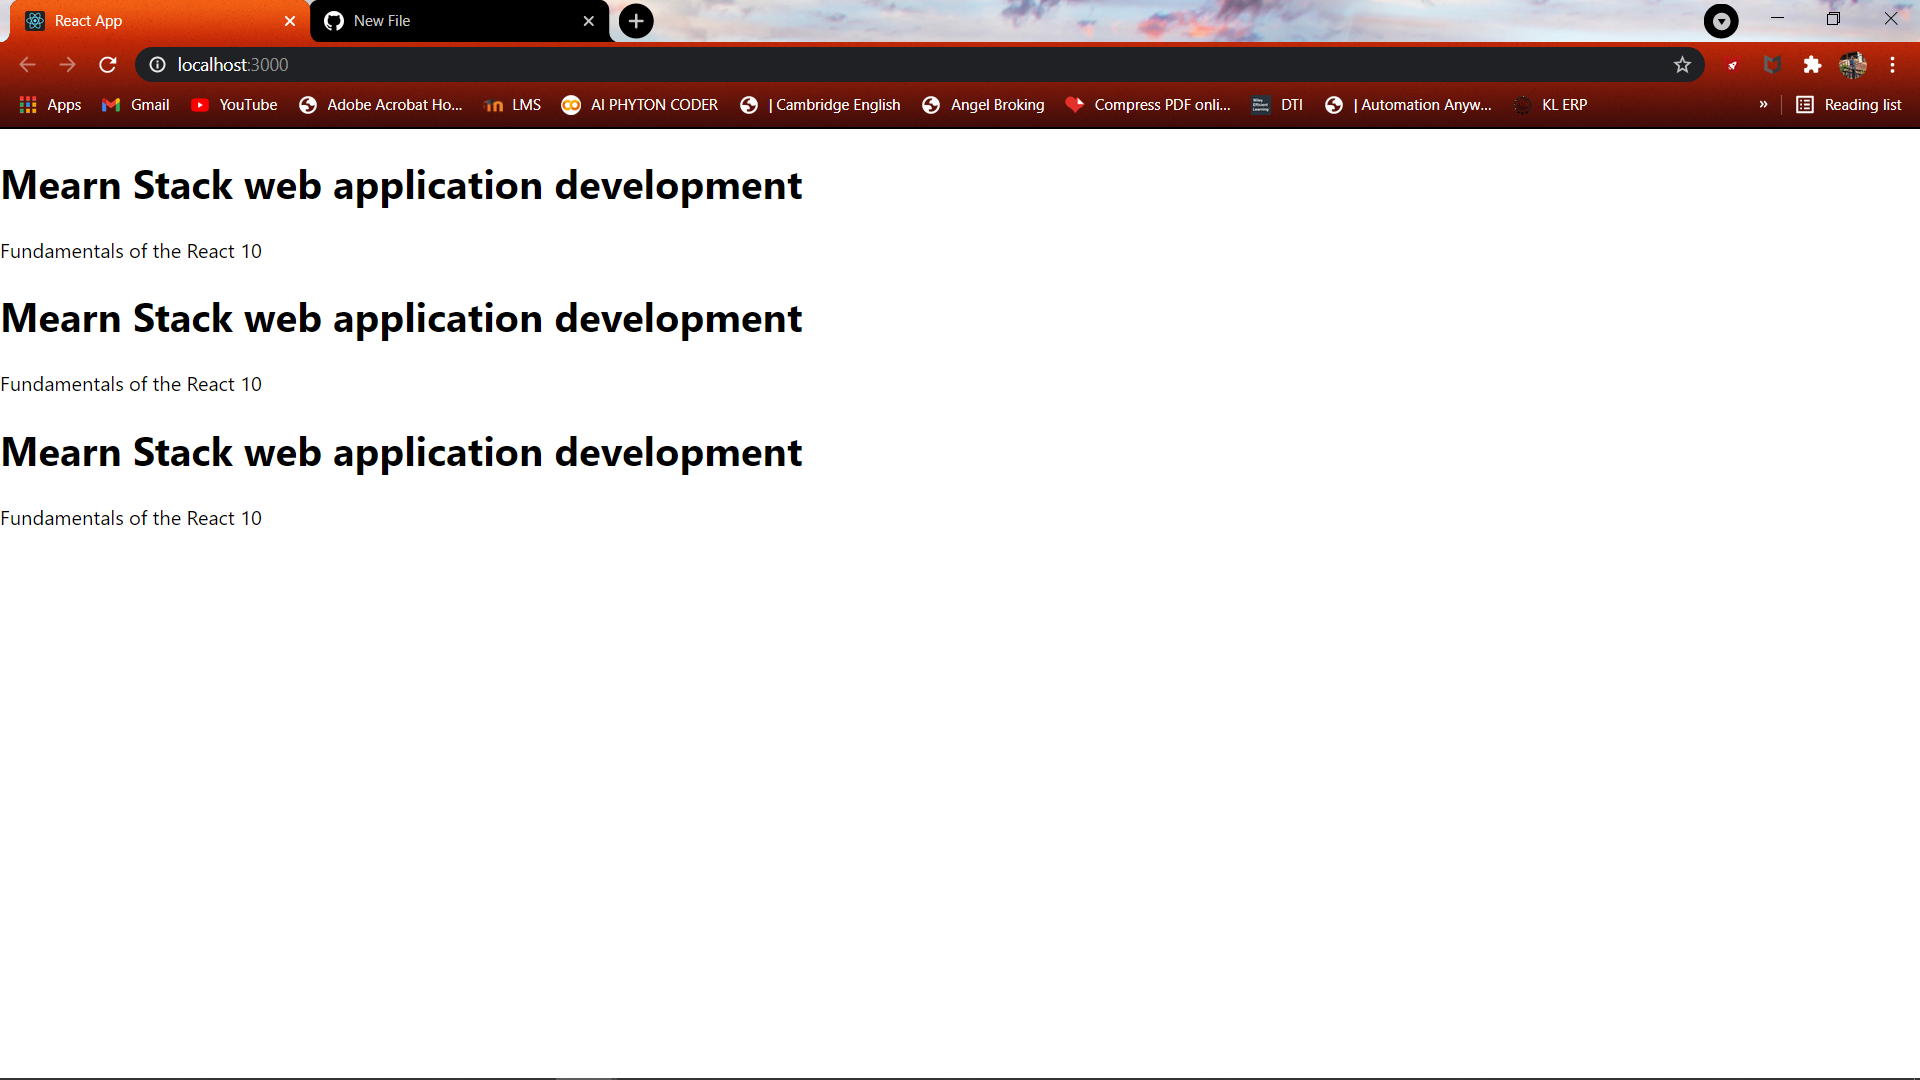 React App
New File
localhost:3000
Apps Gmail YouTube Adobe Acrobat Ho... LMS AI PHYTON CODER | Cambridge English Angel Broking Compress PDF onli... DTI | Automation Anyw... KL ERP » Reading list
Mearn Stack web application development
Fundamentals of the React 10
Mearn Stack web application development
Fundamentals of the React 10
Mearn Stack web application development
Fundamentals of the React 10